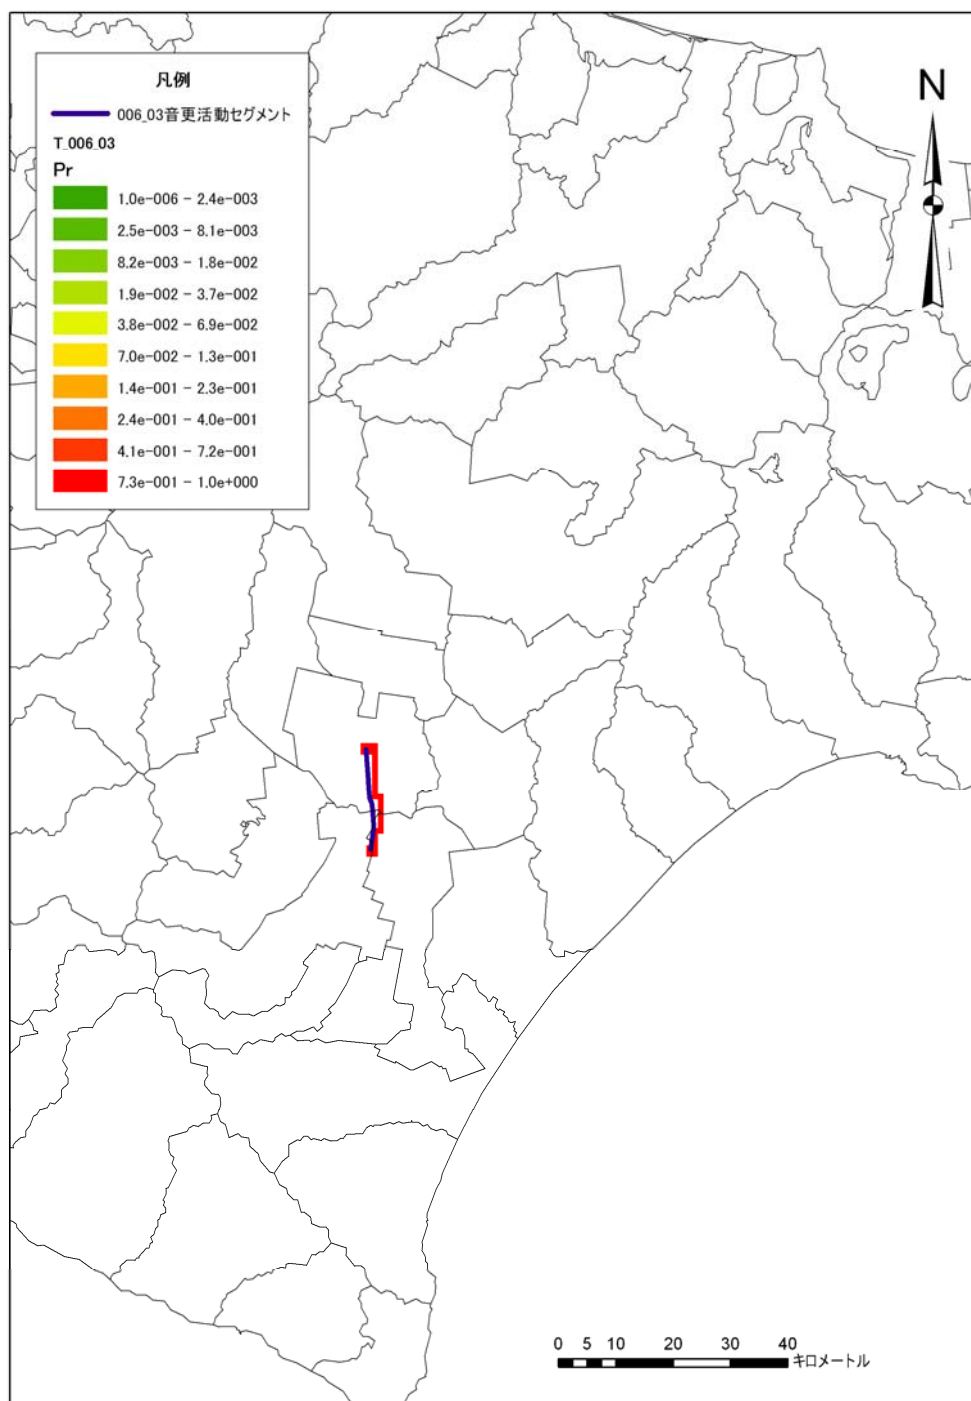 凡例
006_03音更活動セグメント
T_006_03
Pr
1.0e-006 - 2.4e-003
2.5e-003 - 8.1e-003
8.2e-003 - 1.8e-002
1.9e-002 - 3.7e-002
3.8e-002 - 6.9e-002
7.0e-002 - 1.3e-001
1.4e-001 - 2.3e-001
2.4e-001 - 4.0e-001
4.1e-001 - 7.2e-001
7.3e-001 - 1.0e+000
N
0 5 10 20 30 40
キロメートル